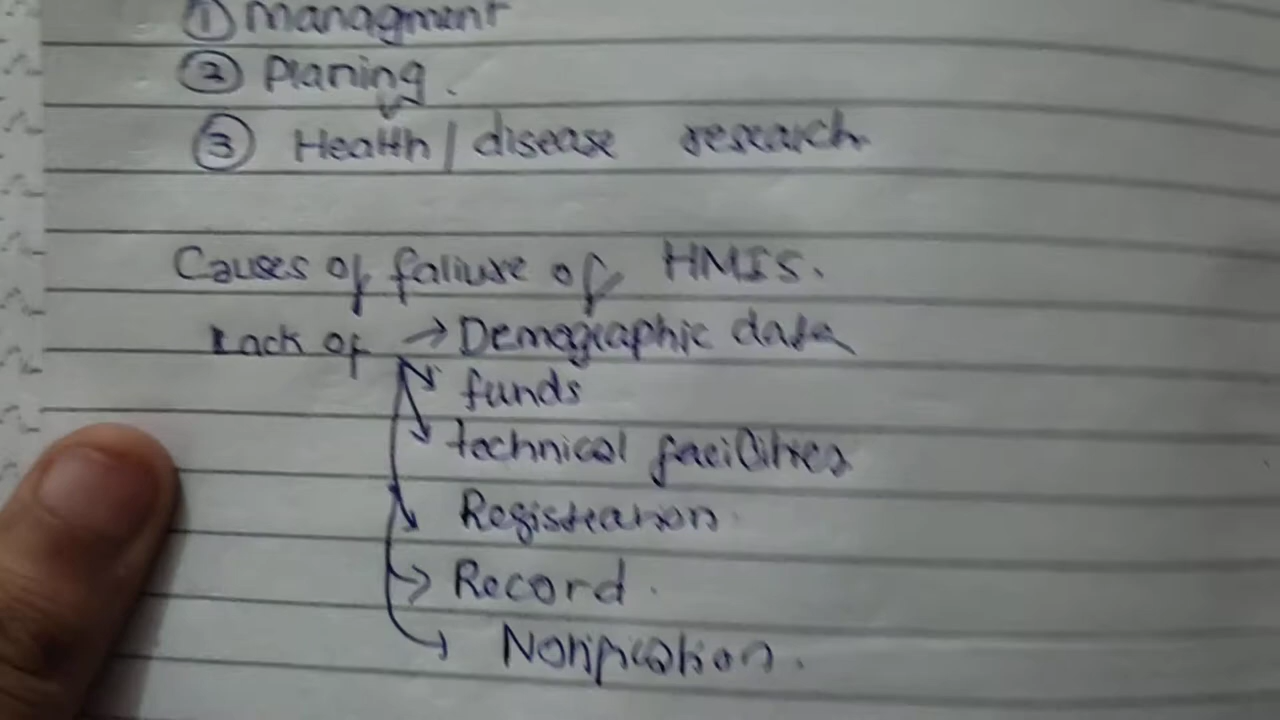 ① managment
② Planing.
③ Health / disease research
Causes of faliure of HMIS.
Lack of → Demographic data
funds
technical facilities
Registration
Record.
Notification.